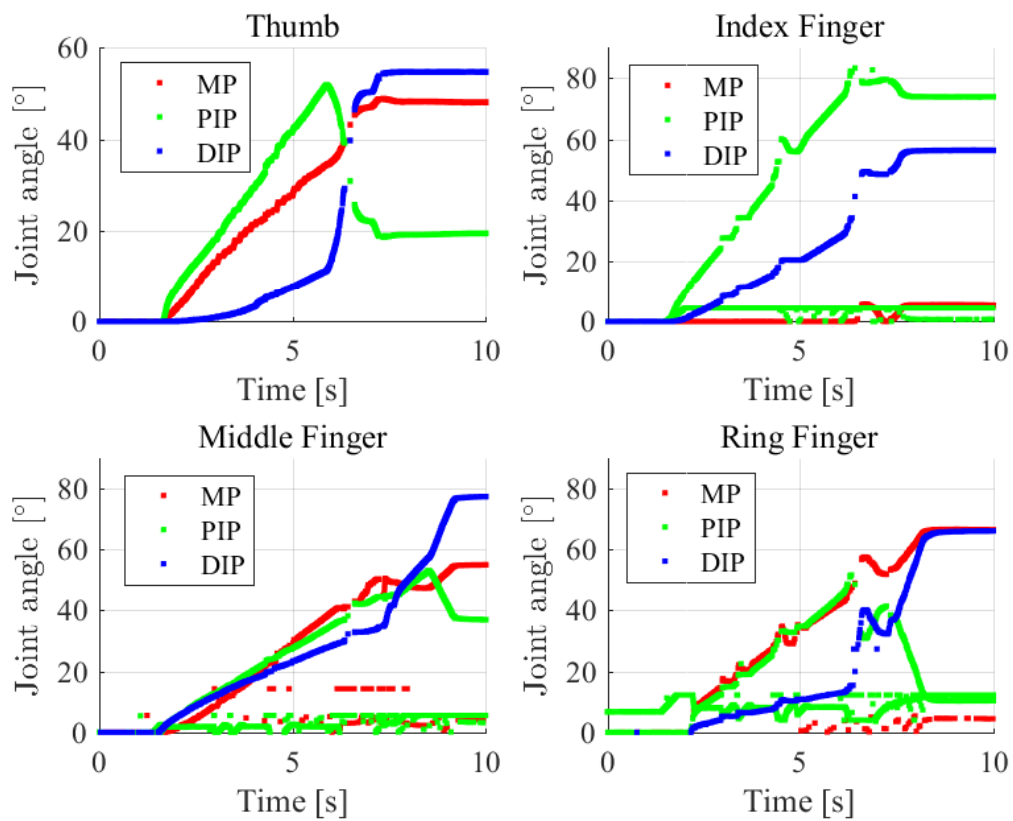 Thumb
Joint angle [°]
60
40
20
0
MP
PIP
DIP
0
5
10
Time [s]
Index Finger
Joint angle [°]
80
60
40
20
0
MP
PIP
DIP
0
5
10
Time [s]
Middle Finger
Joint angle [°]
80
60
40
20
0
MP
PIP
DIP
0
5
10
Time [s]
Ring Finger
Joint angle [°]
80
60
40
20
0
MP
PIP
DIP
0
5
10
Time [s]